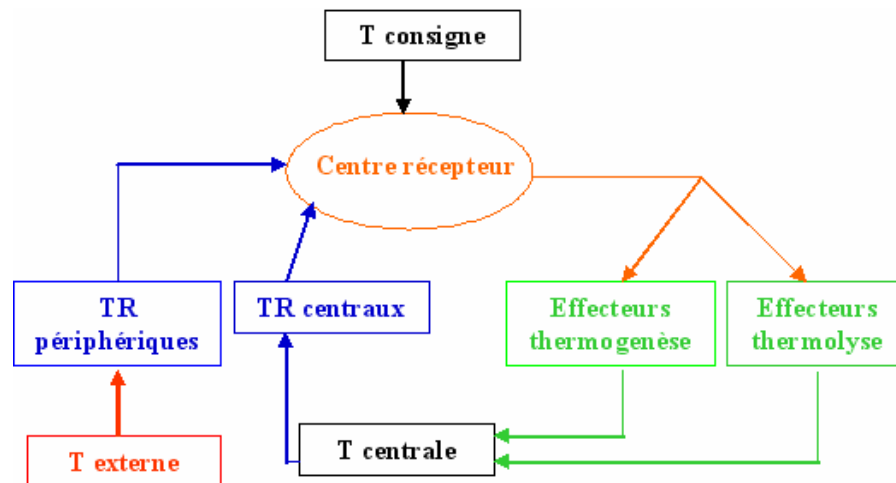 T consigne
Centre récepteur
TR
périphériques
TR centraux
Effecteurs
thermogenèse
Effecteurs
thermolyse
T externe
T centrale